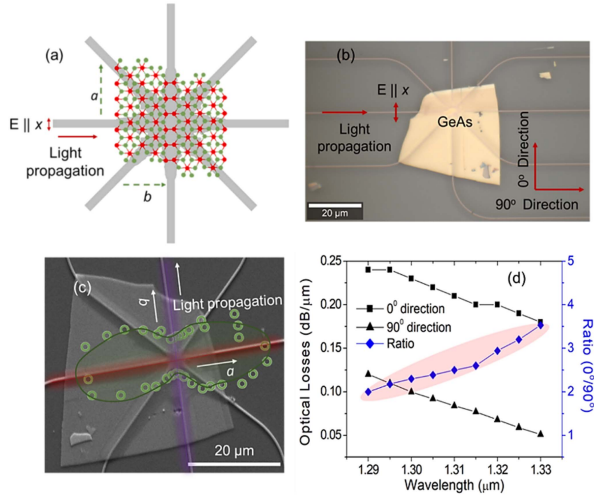 (a)
a
E || x
Light
propagation
b
(b)
E || x
Light
propagation
GeAs
0° Direction
90° Direction
20 μm
(c)
b
Light propagation
a
20 μm
(d)
Optical Losses (dB/μm)
0.25
0.20
0.15
0.10
0.05
0⁰ direction
90⁰ direction
Ratio
5
4
3
2
1
Ratio (0°/90°)
1.29 1.30 1.31 1.32 1.33
Wavelength (μm)